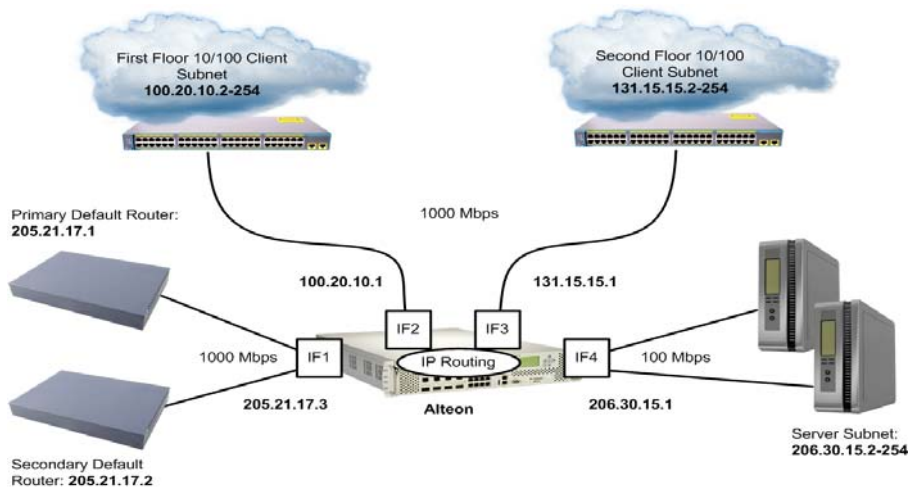 First Floor 10/100 Client
Subnet
100.20.10.2-254
Second Floor 10/100
Client Subnet
131.15.15.2-254
Primary Default Router:
205.21.17.1
1000 Mbps
100.20.10.1
131.15.15.1
IF2
IF3
1000 Mbps
IF1
IP Routing
IF4
100 Mbps
205.21.17.3
Alteon
206.30.15.1
Secondary Default
Router: 205.21.17.2
Server Subnet:
206.30.15.2-254